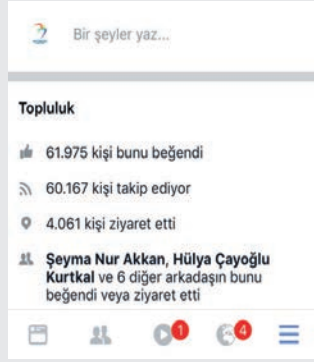 Bir şeyler yaz...
Topluluk
61.975 kişi bunu beğendi
60.167 kişi takip ediyor
4.061 kişi ziyaret etti
Şeyma Nur Akkan, Hülya Çayoğlu
Kurtkal ve 6 diğer arkadaşın bunu
beğendi veya ziyaret etti
1
4